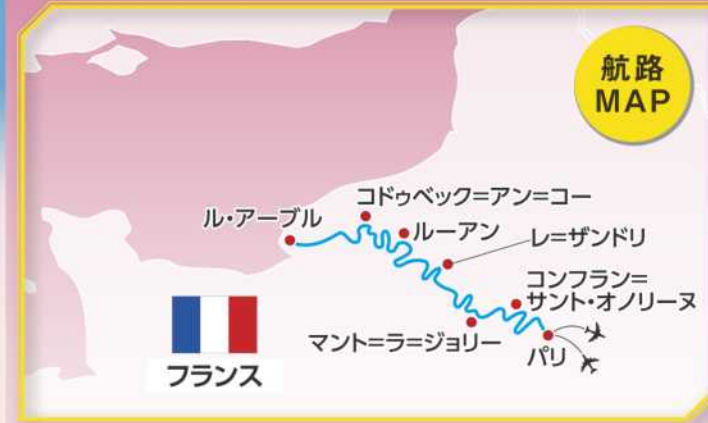 航路
MAP
コドゥベック=アン=コー
ル・アーブル
ルーアン
レ=ザンドリ
コンフラン=
サント・オノリーヌ
マント=ラ=ジョリー
パリ
フランス